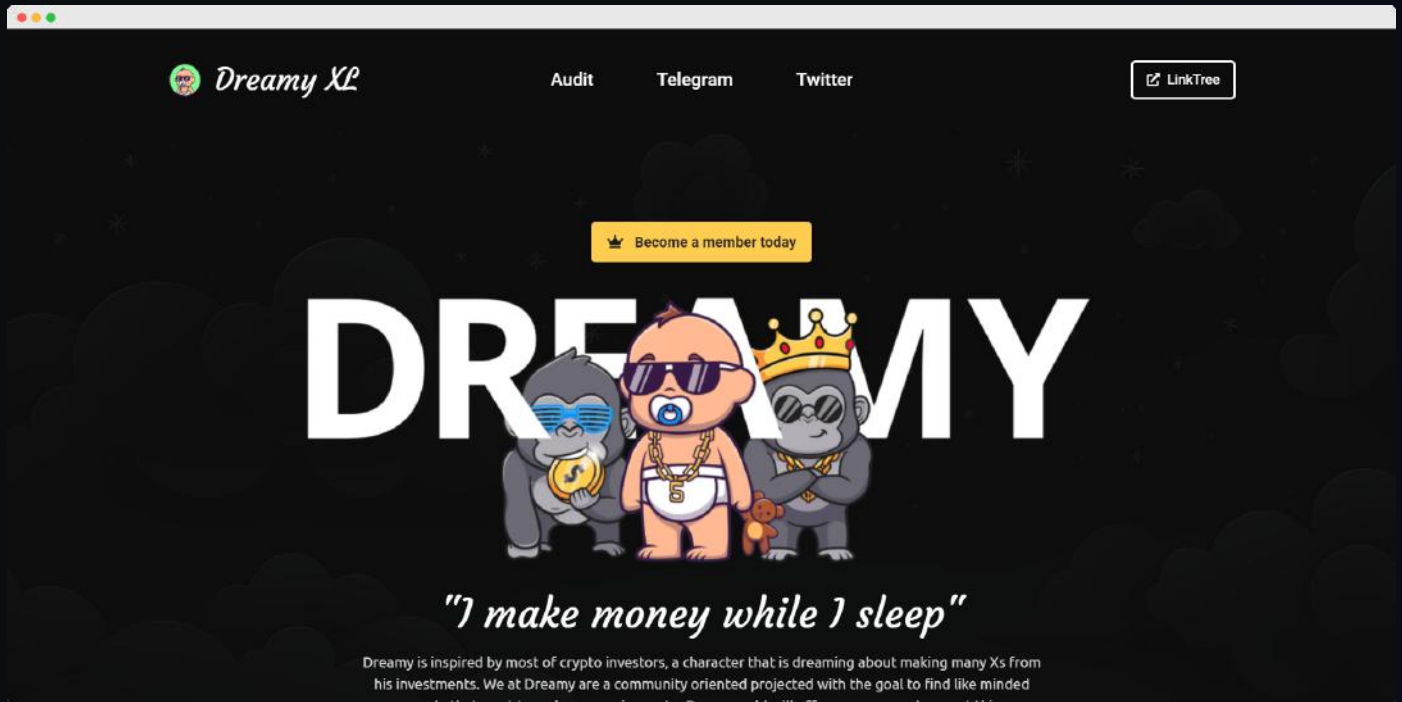 Dreamy XL
Audit
Telegram
Twitter
LinkTree
Become a member today
DREAMY
"I make money while I sleep"
Dreamy is inspired by most of crypto investors, a character that is dreaming about making many Xs from
his investments. We at Dreamy are a community oriented projected with the goal to find like minded